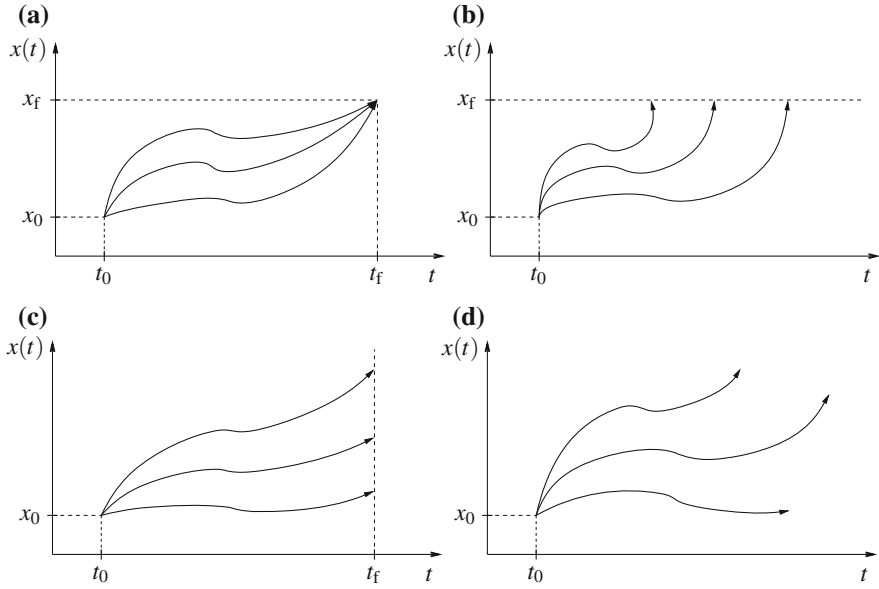 (a)
x(t)
x_f
x_0
t_0
t_f
t
(b)
x(t)
x_f
x_0
t_0
t
(c)
x(t)
x_0
t_0
t_f
t
(d)
x(t)
x_0
t_0
t